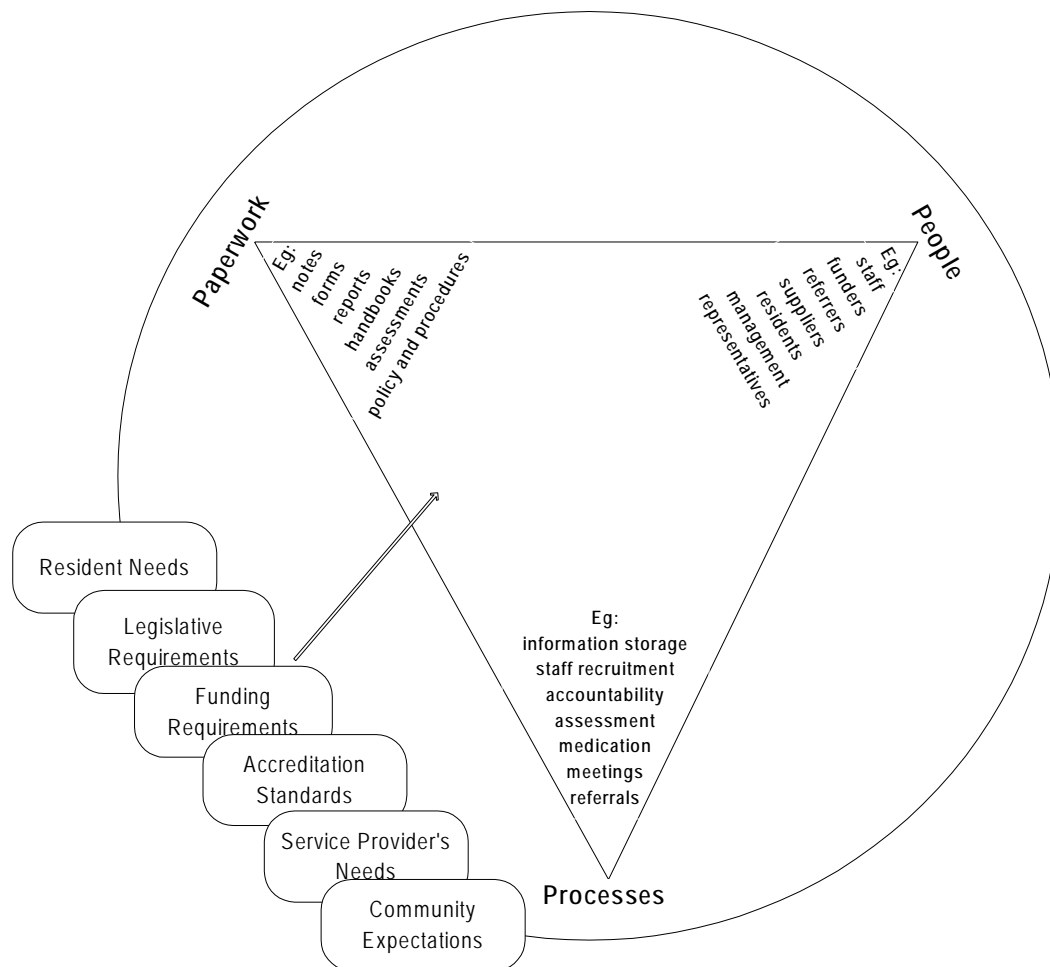 Paperwork
Eg:
notes
forms
reports
handbooks
assessments
policy and procedures
People
Eg:
staff
funders
referrers
suppliers
residents
management
representatives
Resident Needs
Legislative
Requirements
Funding
Requirements
Accreditation
Standards
Service Provider's
Needs
Community
Expectations
Eg:
information storage
staff recruitment
accountability
assessment
medication
meetings
referrals
Processes